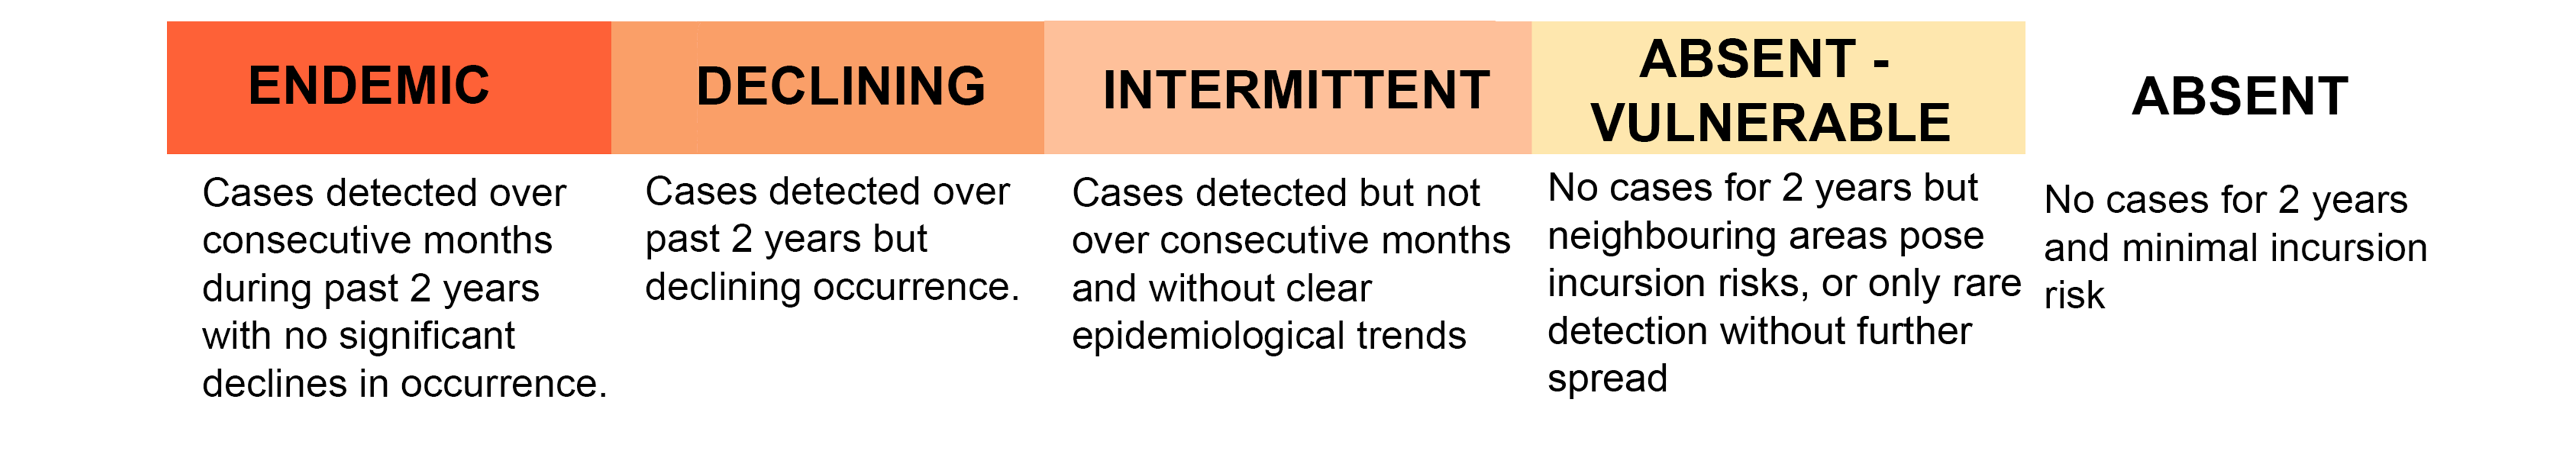 ENDEMIC
Cases detected over
consecutive months
during past 2 years
with no significant
declines in occurrence.
DECLINING
Cases detected over
past 2 years but
declining occurrence.
INTERMITTENT
Cases detected but not
over consecutive months
and without clear
epidemiological trends
ABSENT -
VULNERABLE
No cases for 2 years but
neighbouring areas pose
incursion risks, or only rare
detection without further
spread
ABSENT
No cases for 2 years
and minimal incursion
risk